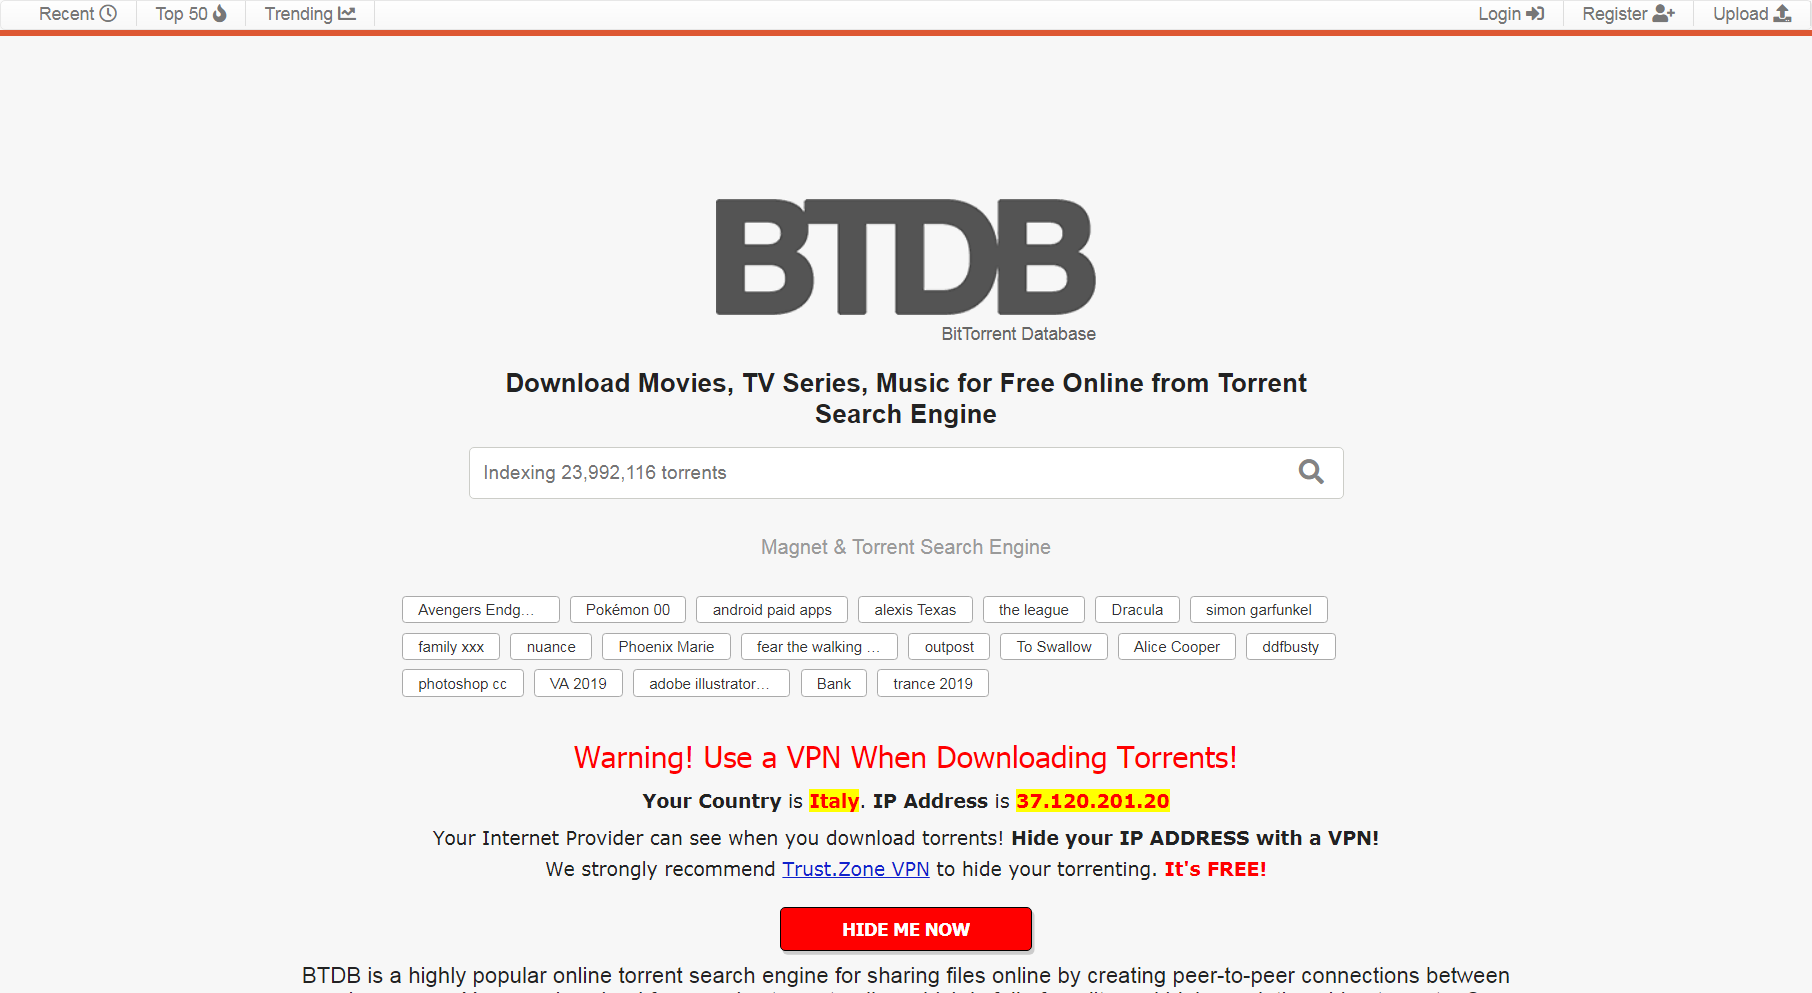 Recent Top 50 Trending Login Register Upload
BTDB
BitTorrent Database
Download Movies, TV Series, Music for Free Online from Torrent
Search Engine
Indexing 23,992,116 torrents
Magnet & Torrent Search Engine
Avengers Endg... Pokémon 00 android paid apps alexis Texas the league Dracula simon garfunkel
family xxx nuance Phoenix Marie fear the walking ... outpost To Swallow Alice Cooper ddfbusty
photoshop cc VA 2019 adobe illustrator... Bank trance 2019
Warning! Use a VPN When Downloading Torrents!
Your Country is Italy. IP Address is 37.120.201.20
Your Internet Provider can see when you download torrents! Hide your IP ADDRESS with a VPN!
We strongly recommend Trust.Zone VPN to hide your torrenting. It's FREE!
HIDE ME NOW
BTDB is a highly popular online torrent search engine for sharing files online by creating peer-to-peer connections between